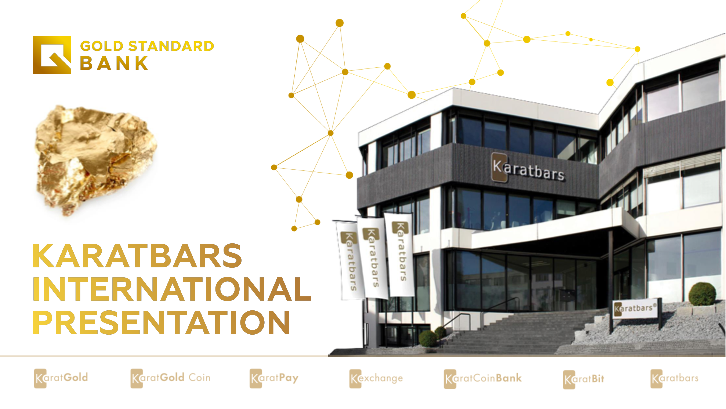 GOLD STANDARD
BANK
Karatbars
Karatbars
Karatbars
Karatbars
Karatbars®
KARATBARS
INTERNATIONAL
PRESENTATION
KaratGold
KaratGold Coin
KaratPay
Kexchange
KaratCoinBank
KaratBit
Karatbars